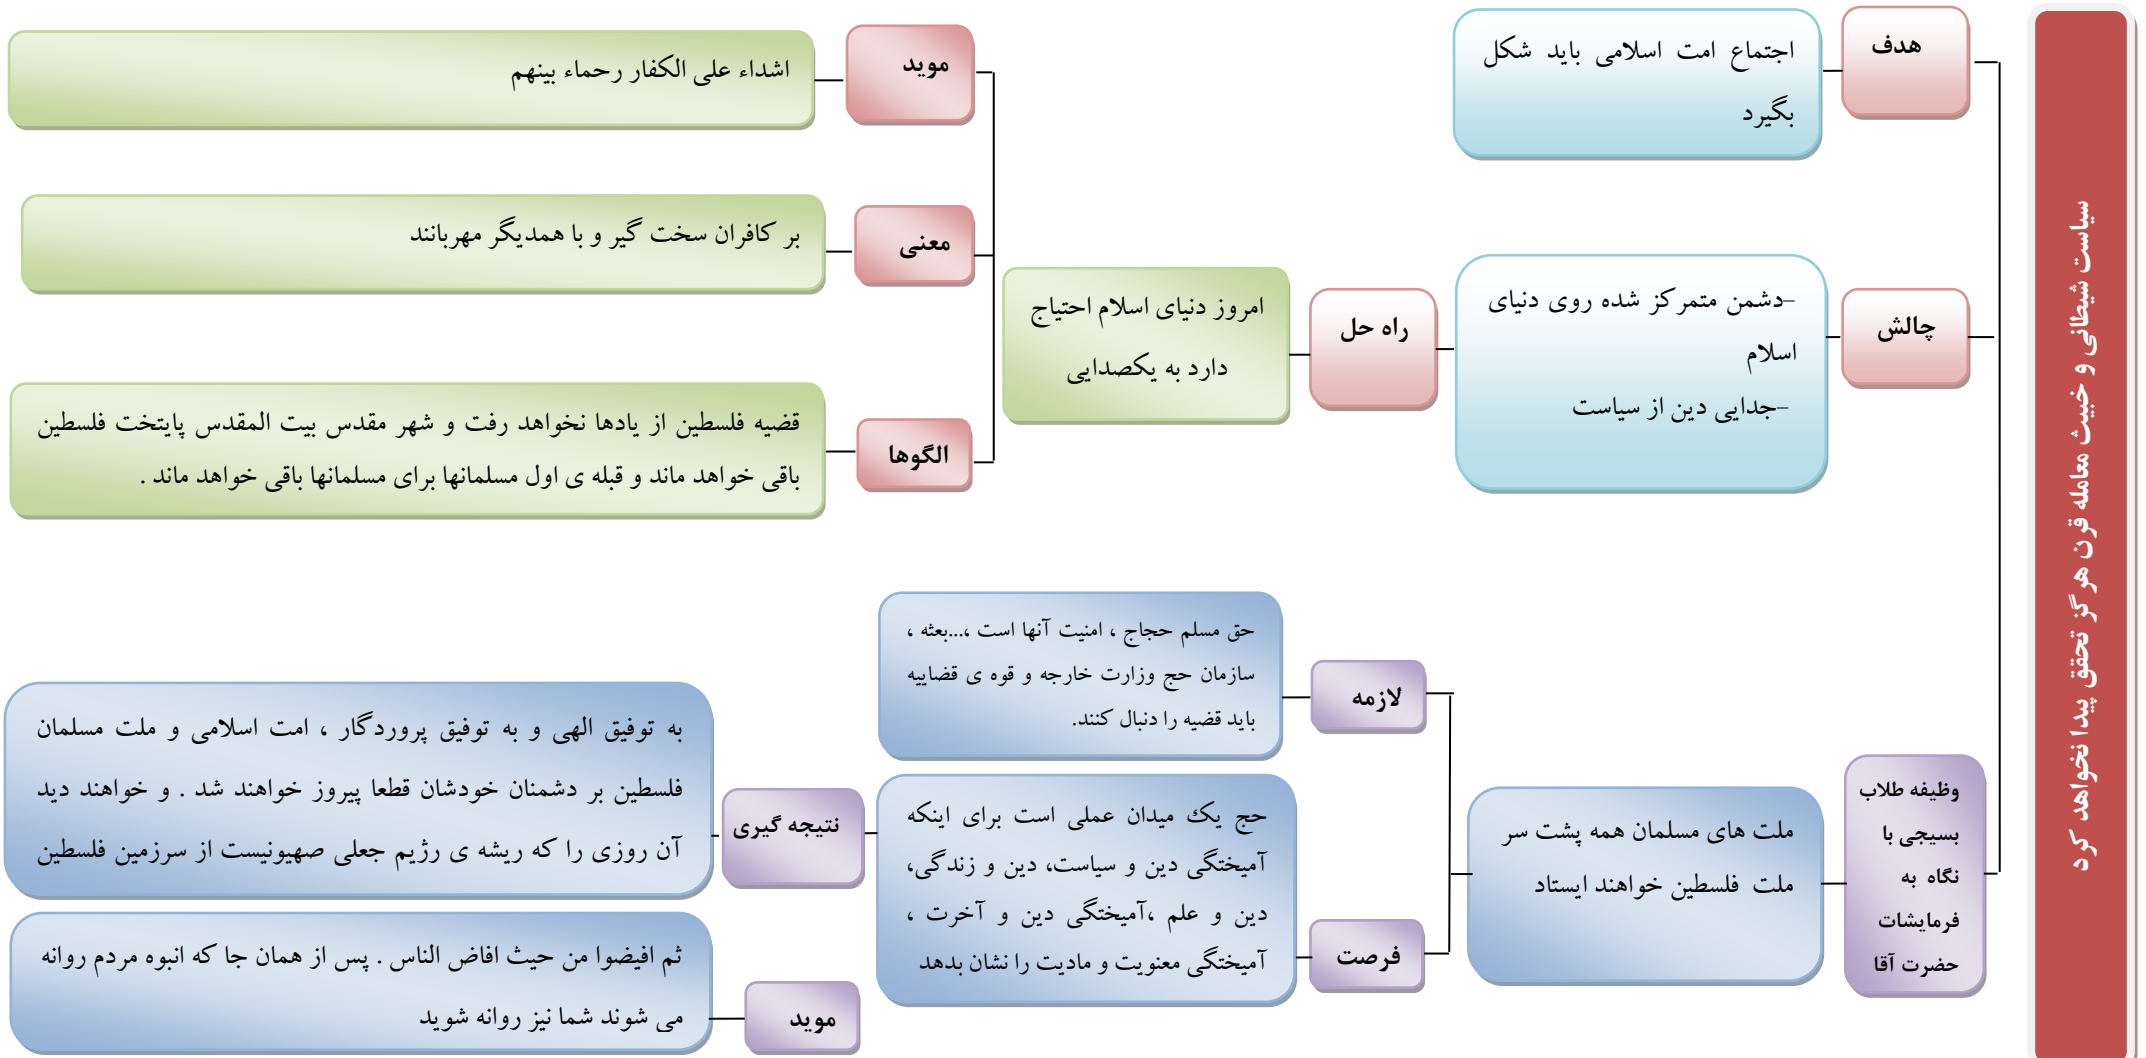 سیاست شیطانی و خبیث معامله قرن هرگز تحقق پیدا نخواهد کرد
هدف
اجتماع امت اسلامی باید شکل
بگیرد
چالش
-دشمن متمرکز شده روی دنیای
اسلام
-جدایی دین از سیاست
راه حل
امروز دنیای اسلام احتیاج
دارد به یکصدایی
موید
اشداء علی الکفار رحماء بینهم
معنی
بر کافران سخت گیر و با همدیگر مهربانند
الگوها
قضیه فلسطین از یادها نخواهد رفت و شهر مقدس بیت المقدس پایتخت فلسطین
باقی خواهد ماند و قبله ی اول مسلمانها برای مسلمانها باقی خواهد ماند .
وظیفه طلاب
بسیجی با
نگاه به
فرمایشات
حضرت آقا
ملت های مسلمان همه پشت سر
ملت فلسطین خواهند ایستاد
لازمه
حق مسلم حجاج ، امنیت آنها است ،...بعثه ،
سازمان حج وزارت خارجه و قوه ی قضاییه
باید قضیه را دنبال کنند.
فرصت
حج یک میدان عملی است برای اینکه
آمیختگی دین و سیاست، دین و زندگی،
دین و علم ،آمیختگی دین و آخرت ،
آمیختگی معنویت و مادیت را نشان بدهد
نتیجه گیری
به توفیق الهی و به توفیق پروردگار ، امت اسلامی و ملت مسلمان
فلسطین بر دشمنان خودشان قطعا پیروز خواهند شد . و خواهند دید
آن روزی را که ریشه ی رژیم جعلی صهیونیست از سرزمین فلسطین
موید
ثم افیضوا من حیث افاض الناس . پس از همان جا که انبوه مردم روانه
می شوند شما نیز روانه شوید